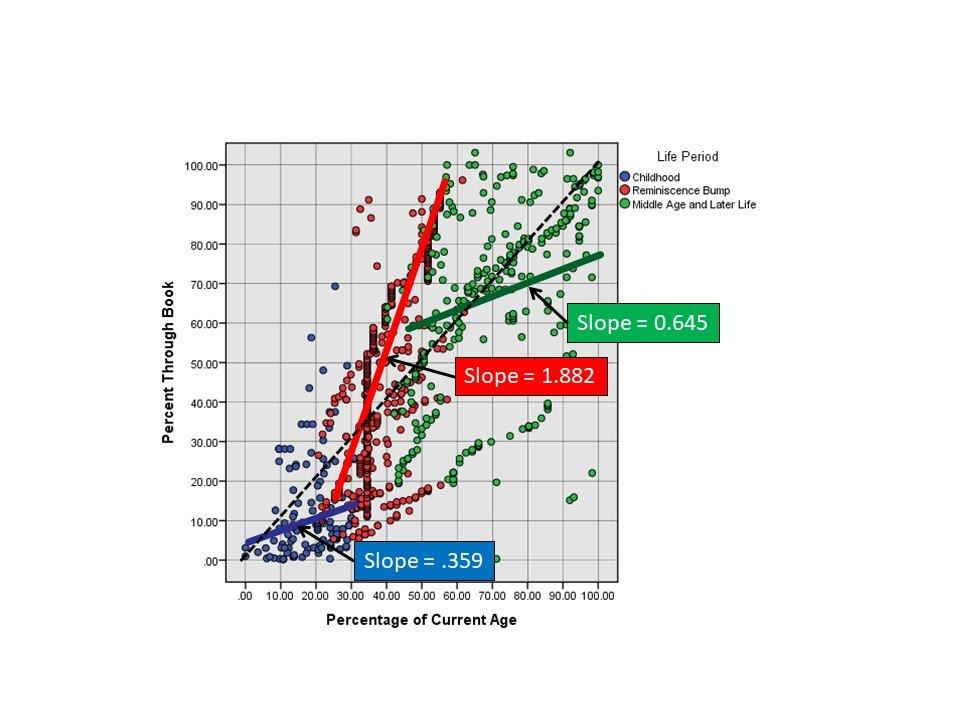 Life Period
Childhood
Reminiscence Bump
Middle Age and Later Life
Percent Through Book
100.00
90.00
80.00
70.00
60.00
50.00
40.00
30.00
20.00
10.00
.00
Slope = 0.645
Slope = 1.882
Slope = .359
.00 10.00 20.00 30.00 40.00 50.00 60.00 70.00 80.00 90.00 100.00
Percentage of Current Age